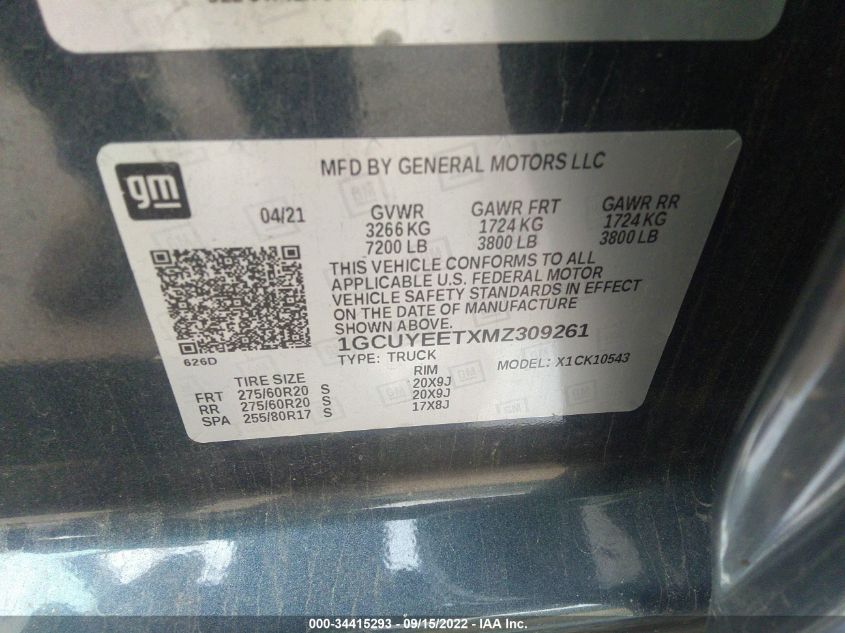 gm
MFD BY GENERAL MOTORS LLC
04/21
GVWR GAWR FRT GAWR RR
3266 KG 1724 KG 1724 KG
7200 LB 3800 LB 3800 LB
THIS VEHICLE CONFORMS TO ALL
APPLICABLE U.S. FEDERAL MOTOR
VEHICLE SAFETY STANDARDS IN EFFECT
ON THE DATE OF MANUFACTURE
SHOWN ABOVE.
1GCUYEETXMZ309261
626D
TYPE: TRUCK MODEL: X1CK10543
TIRE SIZE RIM
FRT 275/60R20 S 20X9J
RR 275/60R20 S 20X9J
SPA 255/80R17 S 17X8J
000-34415293 - 09/15/2022 - IAA Inc.